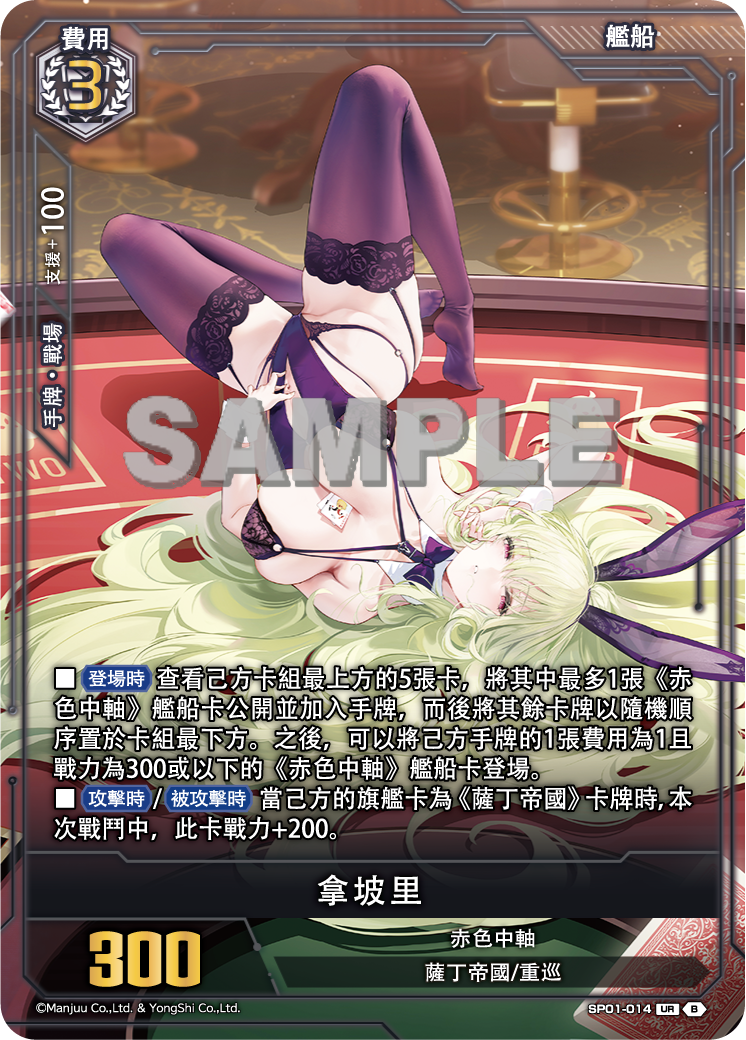 費用
艦船
3
支援+100
手牌・戰場
TWO
SAMPLE
■ 登場時 查看己方卡組最上方的5張卡，將其中最多1張《赤
色中軸》艦船卡公開並加入手牌，而後將其餘卡牌以隨機順
序置於卡組最下方。之後，可以將己方手牌的1張費用為1且
戰力為300或以下的《赤色中軸》艦船卡登場。
■ 攻擊時/被攻擊時 當己方的旗艦卡為《薩丁帝國》卡牌時，本
次戰鬥中，此卡戰力+200。
拿坡里
300
赤色中軸
薩丁帝國/重巡
©Manjuu Co.,Ltd. & YongShi Co.,Ltd.
SP01-014 UR B